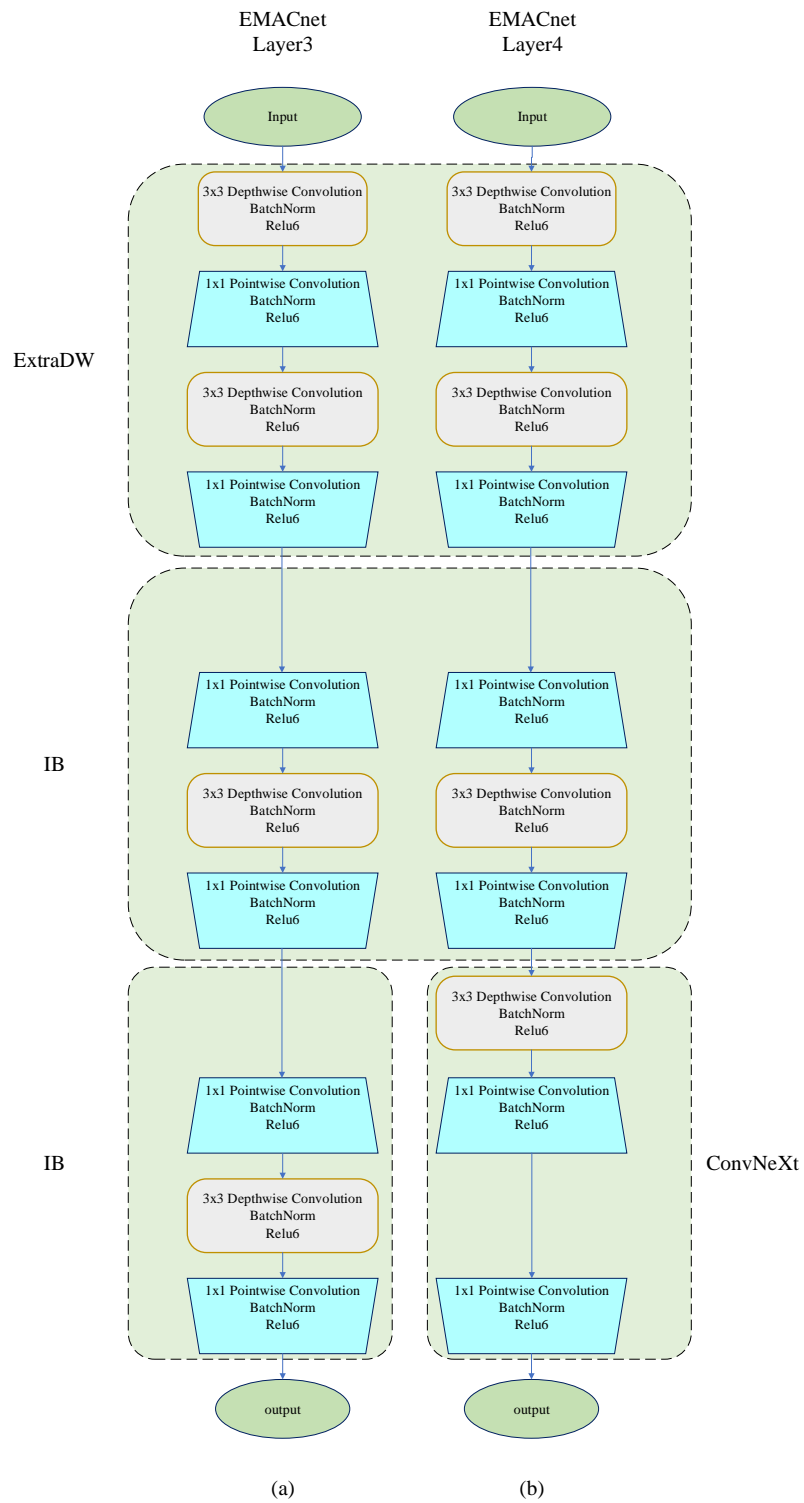 EMACnet
Layer3
EMACnet
Layer4
Input
Input
3x3 Depthwise Convolution
BatchNorm
Relu6
3x3 Depthwise Convolution
BatchNorm
Relu6
1x1 Pointwise Convolution
BatchNorm
Relu6
1x1 Pointwise Convolution
BatchNorm
Relu6
ExtraDW
3x3 Depthwise Convolution
BatchNorm
Relu6
3x3 Depthwise Convolution
BatchNorm
Relu6
1x1 Pointwise Convolution
BatchNorm
Relu6
1x1 Pointwise Convolution
BatchNorm
Relu6
1x1 Pointwise Convolution
BatchNorm
Relu6
1x1 Pointwise Convolution
BatchNorm
Relu6
IB
3x3 Depthwise Convolution
BatchNorm
Relu6
3x3 Depthwise Convolution
BatchNorm
Relu6
1x1 Pointwise Convolution
BatchNorm
Relu6
1x1 Pointwise Convolution
BatchNorm
Relu6
3x3 Depthwise Convolution
BatchNorm
Relu6
1x1 Pointwise Convolution
BatchNorm
Relu6
1x1 Pointwise Convolution
BatchNorm
Relu6
IB
ConvNeXt
3x3 Depthwise Convolution
BatchNorm
Relu6
1x1 Pointwise Convolution
BatchNorm
Relu6
1x1 Pointwise Convolution
BatchNorm
Relu6
output
output
(a)
(b)